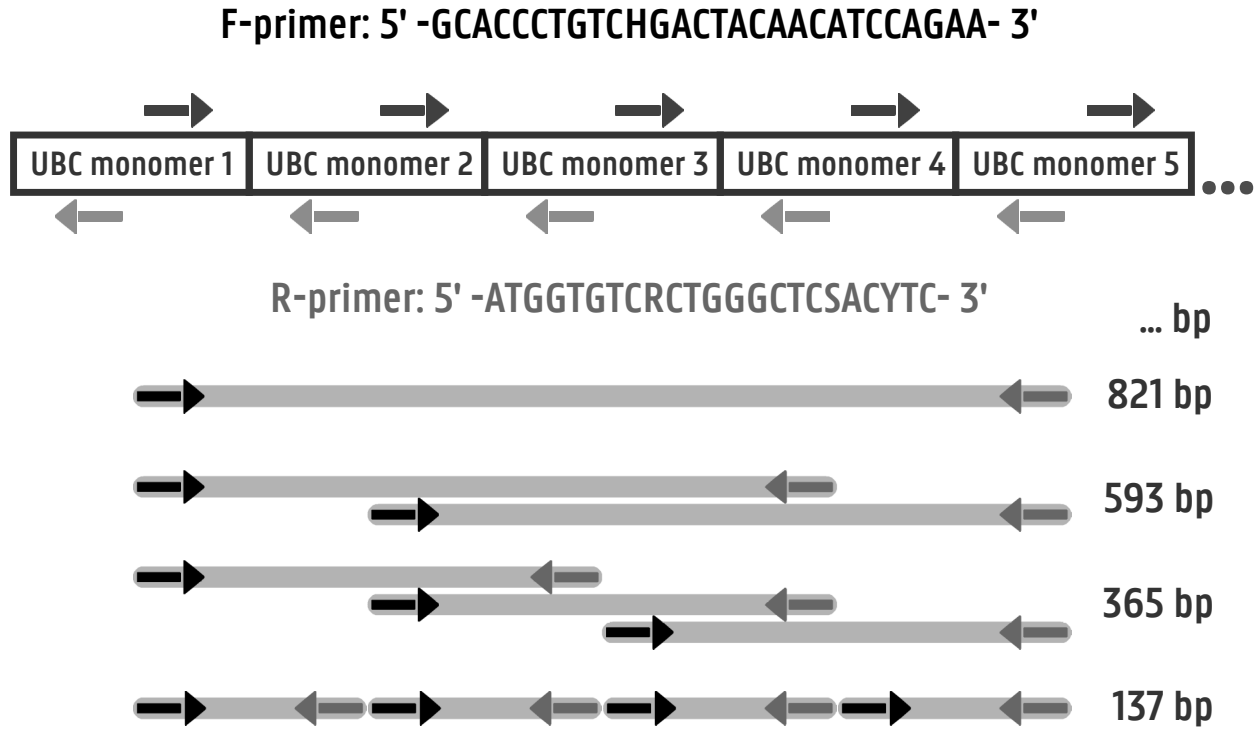 F-primer: 5' -GCACCCTGTCHGACTACAACATCCAGAA- 3'
UBC monomer 1 UBC monomer 2 UBC monomer 3 UBC monomer 4 UBC monomer 5 ...
R-primer: 5' -ATGGTGTCRCTGGGCTCSACYTC- 3'
... bp
821 bp
593 bp
365 bp
137 bp